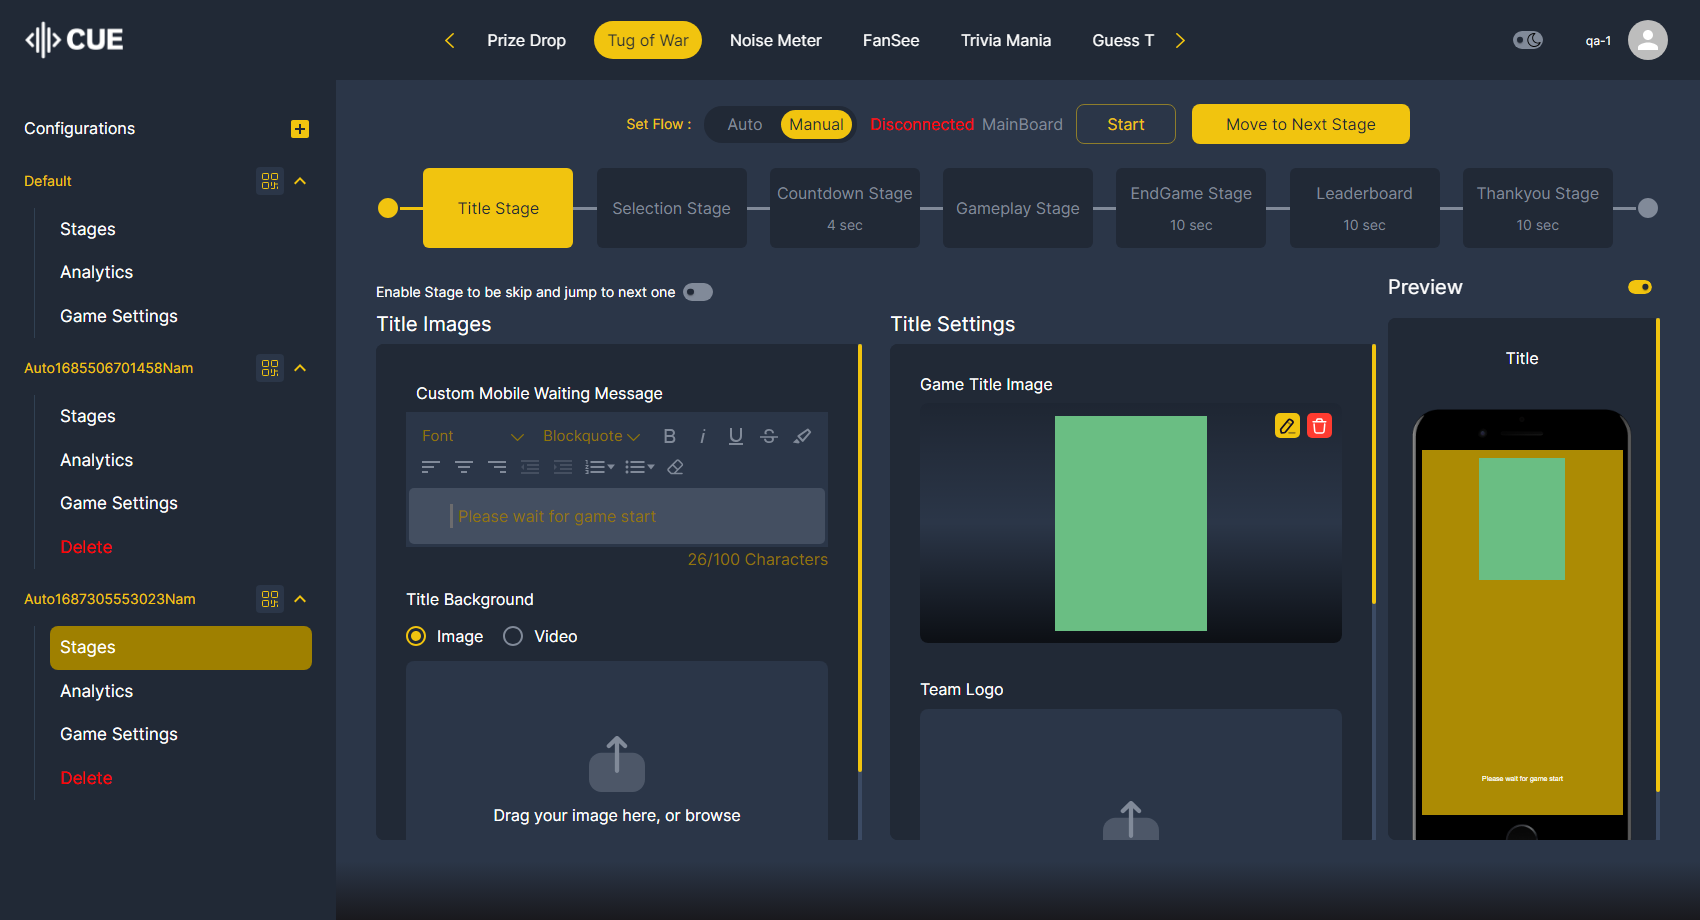 CUE
Prize Drop
Tug of War
Noise Meter
FanSee
Trivia Mania
Guess T
qa-1
Configurations
Default
Stages
Analytics
Game Settings
Auto1685506701458Nam
Stages
Analytics
Game Settings
Delete
Auto1687305553023Nam
Stages
Analytics
Game Settings
Delete
Set Flow :
Auto
Manual
Disconnected MainBoard
Start
Move to Next Stage
Title Stage
Selection Stage
Countdown Stage
4 sec
Gameplay Stage
EndGame Stage
10 sec
Leaderboard
10 sec
Thankyou Stage
10 sec
Enable Stage to be skip and jump to next one
Title Images
Custom Mobile Waiting Message
Font
Blockquote
B i U S
Please wait for game start
26/100 Characters
Title Background
Image
Video
Drag your image here, or browse
Title Settings
Game Title Image
Team Logo
Preview
Title
Please wait for game start